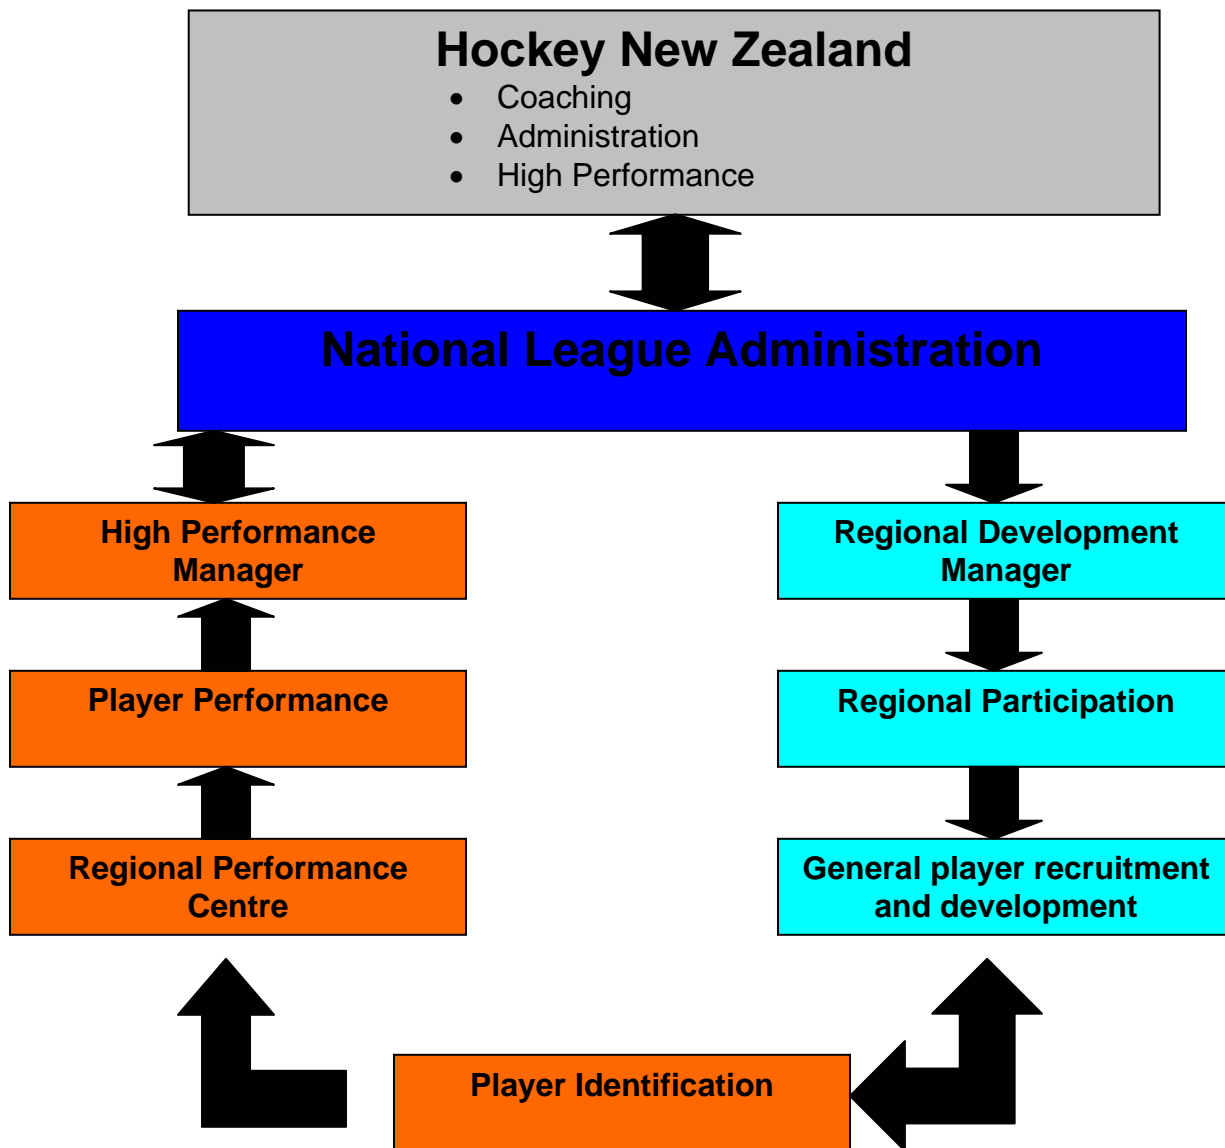 Hockey New Zealand
• Coaching
• Administration
• High Performance
National League Administration
High Performance
Manager
Regional Development
Manager
Player Performance
Regional Participation
Regional Performance
Centre
General player recruitment
and development
Player Identification